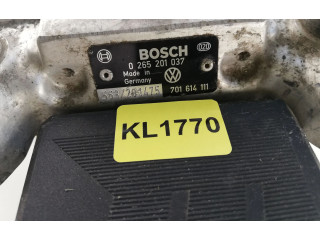 BOSCH
0 265 201 037
Made in
Germany
701 614 111
KL1770